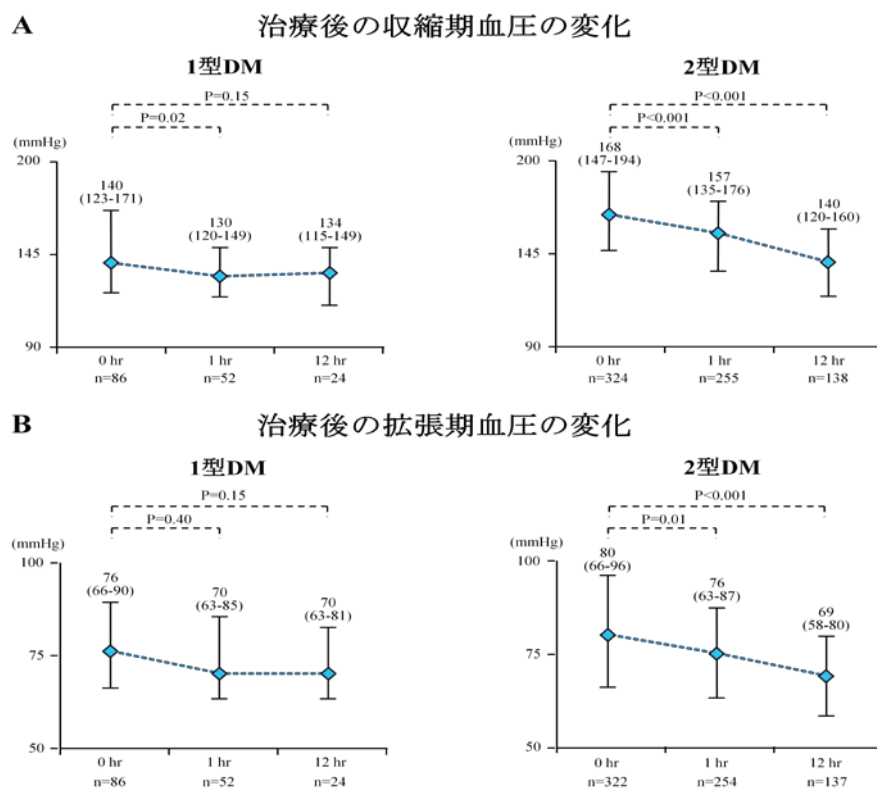 A 治療後の収縮期血圧の変化
1型DM
P=0.15
P=0.02
(mmHg)
200
145
90
140
(123-171)
130
(120-149)
134
(115-149)
0 hr 1 hr 12 hr
n=86 n=52 n=24
2型DM
P<0.001
P<0.001
(mmHg)
200
145
90
168
(147-194)
157
(135-176)
140
(120-160)
0 hr 1 hr 12 hr
n=324 n=255 n=138
B 治療後の拡張期血圧の変化
1型DM
P=0.15
P=0.40
(mmHg)
100
75
50
76
(66-90)
70
(63-85)
70
(63-81)
0 hr 1 hr 12 hr
n=86 n=52 n=24
2型DM
P<0.001
P=0.01
(mmHg)
100
75
50
80
(66-96)
76
(63-87)
69
(58-80)
0 hr 1 hr 12 hr
n=322 n=254 n=137